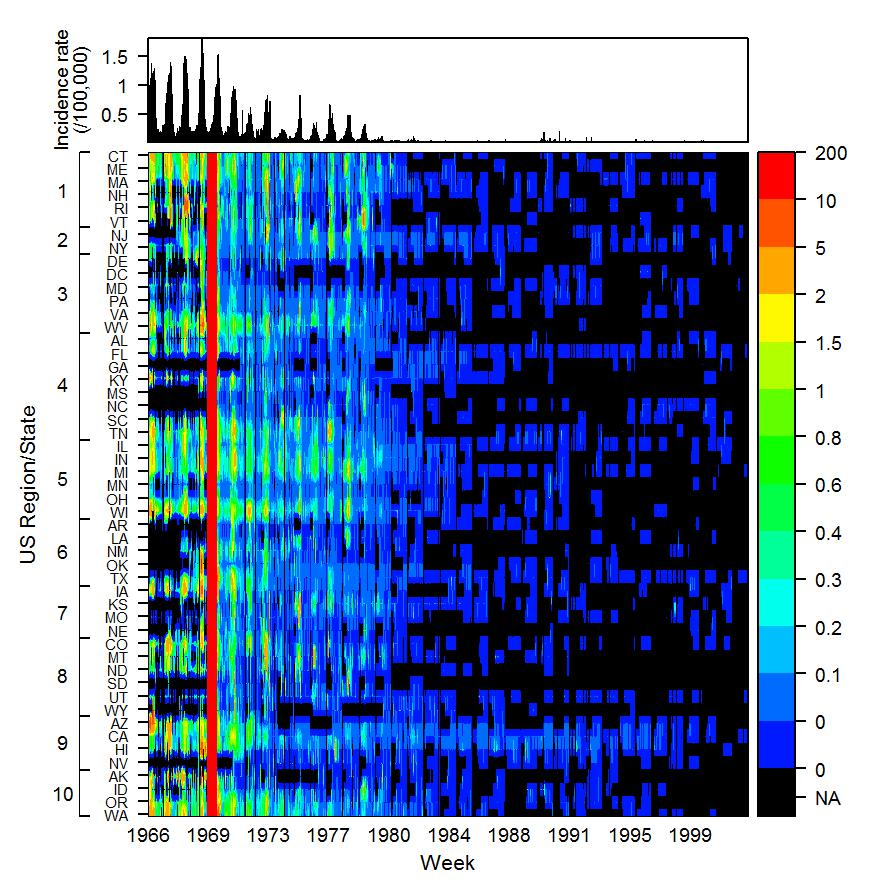 Incidence rate
(/100,000)
1.5
1
0.5
US Region/State
1
2
3
4
5
6
7
8
9
10
CT
ME
MA
NH
RI
VT
NJ
NY
DE
DC
MD
PA
VA
WV
AL
FL
GA
KY
MS
NC
SC
TN
IL
IN
MI
MN
OH
WI
AR
LA
NM
OK
TX
IA
KS
MO
NE
CO
MT
ND
SD
UT
WY
AZ
CA
HI
NV
AK
ID
OR
WA
200
10
5
2
1.5
1
0.8
0.6
0.4
0.3
0.2
0.1
0
0
NA
1966 1969 1973 1977 1980 1984 1988 1991 1995 1999
Week